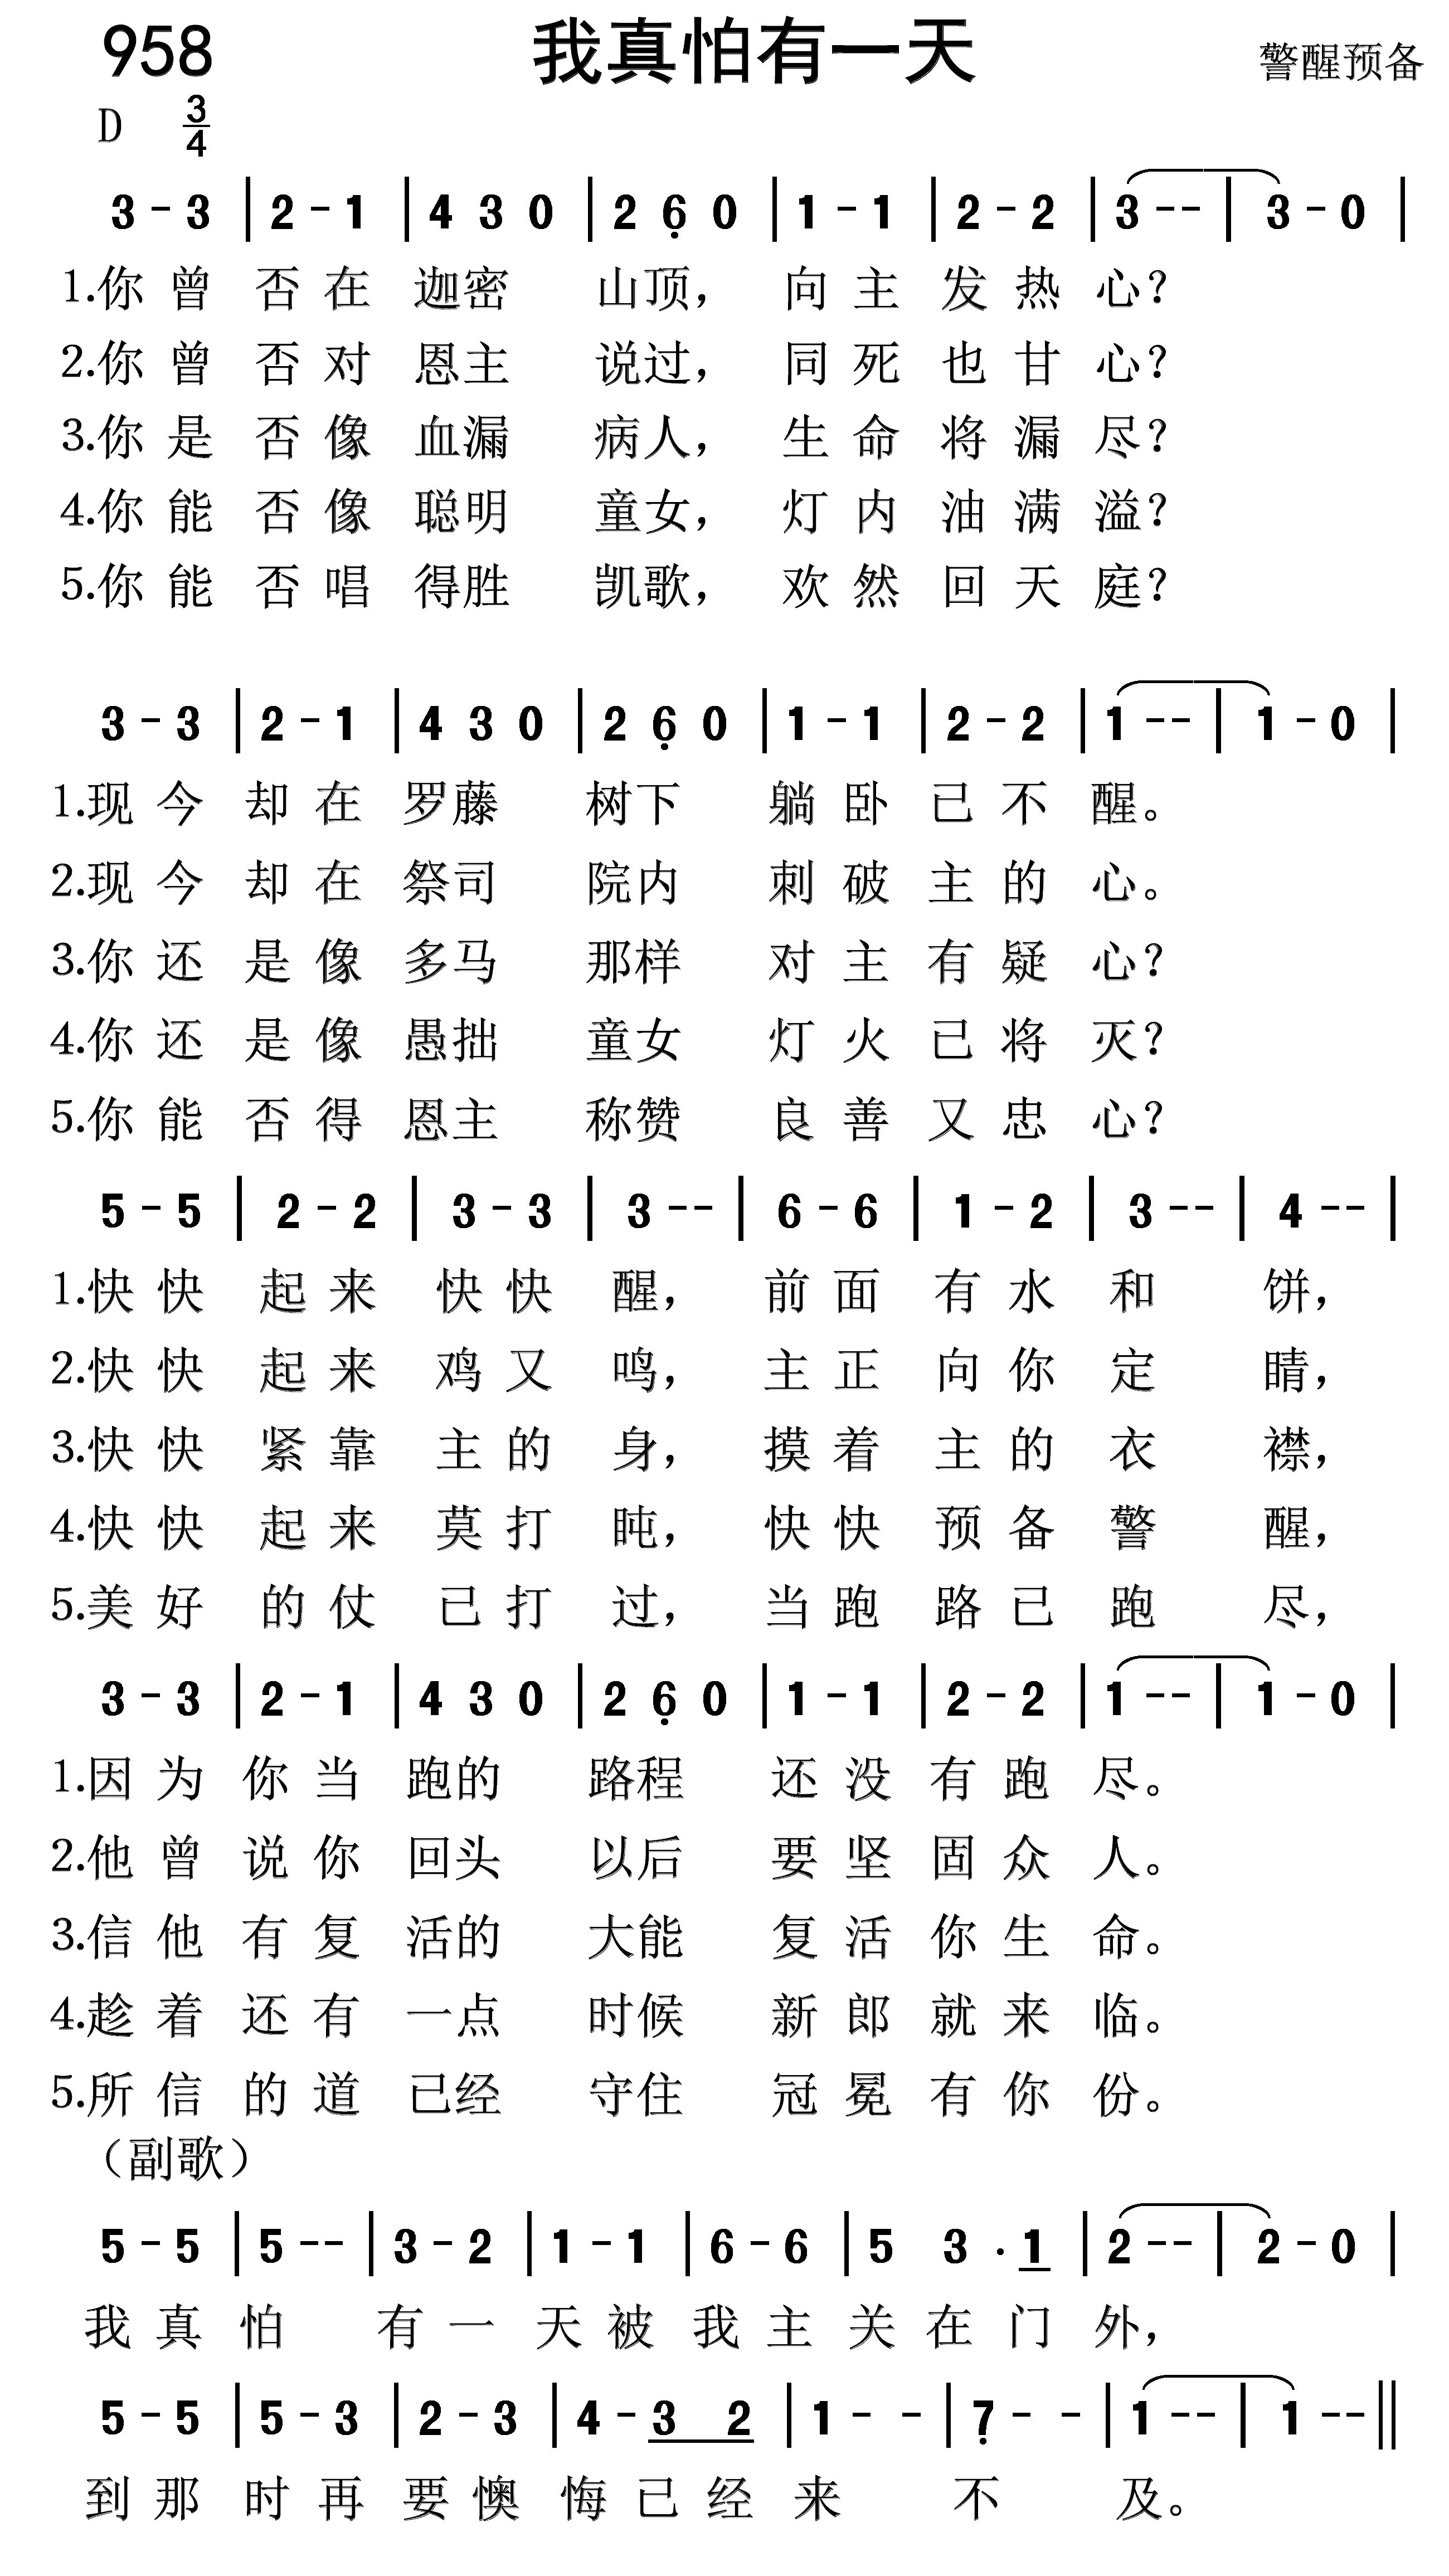 958 我真怕有一天 警醒预备
D 3/4
3 - 3 | 2 - 1 | 4 3 0 | 2 6̣ 0 | 1 - 1 | 2 - 2 | 3 - - | 3 - 0 |
1.你曾否在迦密山顶，向主发热心？
2.你曾否对恩主说过，同死也甘心？
3.你是否像血漏病人，生命将漏尽？
4.你能否像聪明童女，灯内油满溢？
5.你能否唱得胜凯歌，欢然回天庭？
3 - 3 | 2 - 1 | 4 3 0 | 2 6̣ 0 | 1 - 1 | 2 - 2 | 1 - - | 1 - 0 |
1.现今却在罗藤树下躺卧已不醒。
2.现今却在祭司院内刺破主的心。
3.你还是像多马那样对主有疑心？
4.你还是像愚拙童女灯火已将灭？
5.你能否得恩主称赞良善又忠心？
5 - 5 | 2 - 2 | 3 - 3 | 3 - - | 6 - 6 | 1 - 2 | 3 - - | 4 - - |
1.快快起来快快醒，前面有水和饼，
2.快快起来鸡又鸣，主正向你定睛，
3.快快紧靠主的身，摸着主的衣襟，
4.快快起来莫打盹，快快预备警醒，
5.美好的仗已打过，当跑路已跑尽，
3 - 3 | 2 - 1 | 4 3 0 | 2 6̣ 0 | 1 - 1 | 2 - 2 | 1 - - | 1 - 0 |
1.因为你当跑的路程还没有跑尽。
2.他曾说你回头以后要坚固众人。
3.信他有复活的大能复活你生命。
4.趁着还有一点时候新郎就来临。
5.所信的道已经守住冠冕有你份。
（副歌）
5 - 5 | 5 - - | 3 - 2 | 1 - 1 | 6 - 6 | 5 3 · 1 | 2 - - | 2 - 0 |
我真怕有一天被我主关在门外，
5 - 5 | 5 - 3 | 2 - 3 | 4 - 3 2 | 1 - - | 7̣ - - | 1 - - | 1 - - ||
到那时再要懊悔已经来不及。